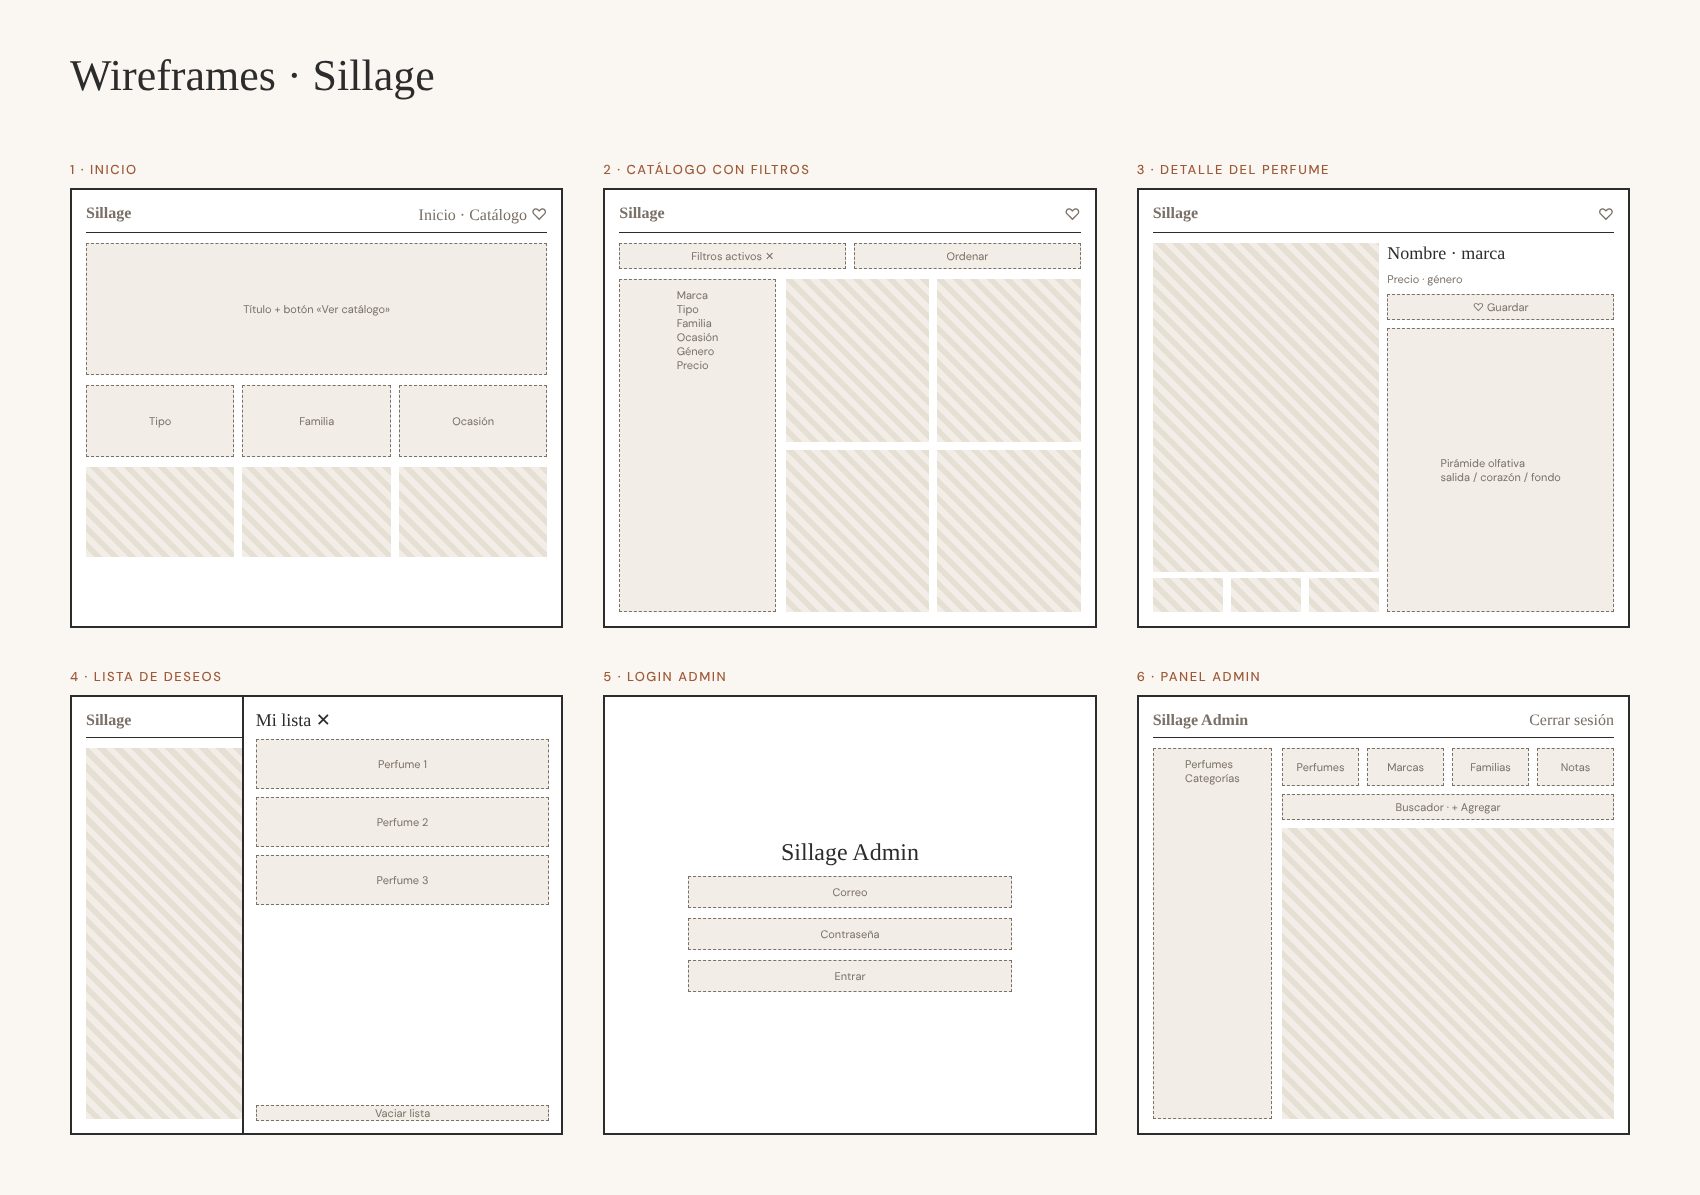 Wireframes · Sillage
1 · INICIO
Sillage
Inicio · Catálogo ♡
Título + botón «Ver catálogo»
Tipo
Familia
Ocasión
2 · CATÁLOGO CON FILTROS
Sillage
♡
Filtros activos ✕
Ordenar
Marca
Tipo
Familia
Ocasión
Género
Precio
3 · DETALLE DEL PERFUME
Sillage
♡
Nombre · marca
Precio · género
♡ Guardar
Pirámide olfativa
salida / corazón / fondo
4 · LISTA DE DESEOS
Sillage
Mi lista ✕
Perfume 1
Perfume 2
Perfume 3
Vaciar lista
5 · LOGIN ADMIN
Sillage Admin
Correo
Contraseña
Entrar
6 · PANEL ADMIN
Sillage Admin
Cerrar sesión
Perfumes
Categorías
Perfumes
Marcas
Familias
Notas
Buscador · + Agregar